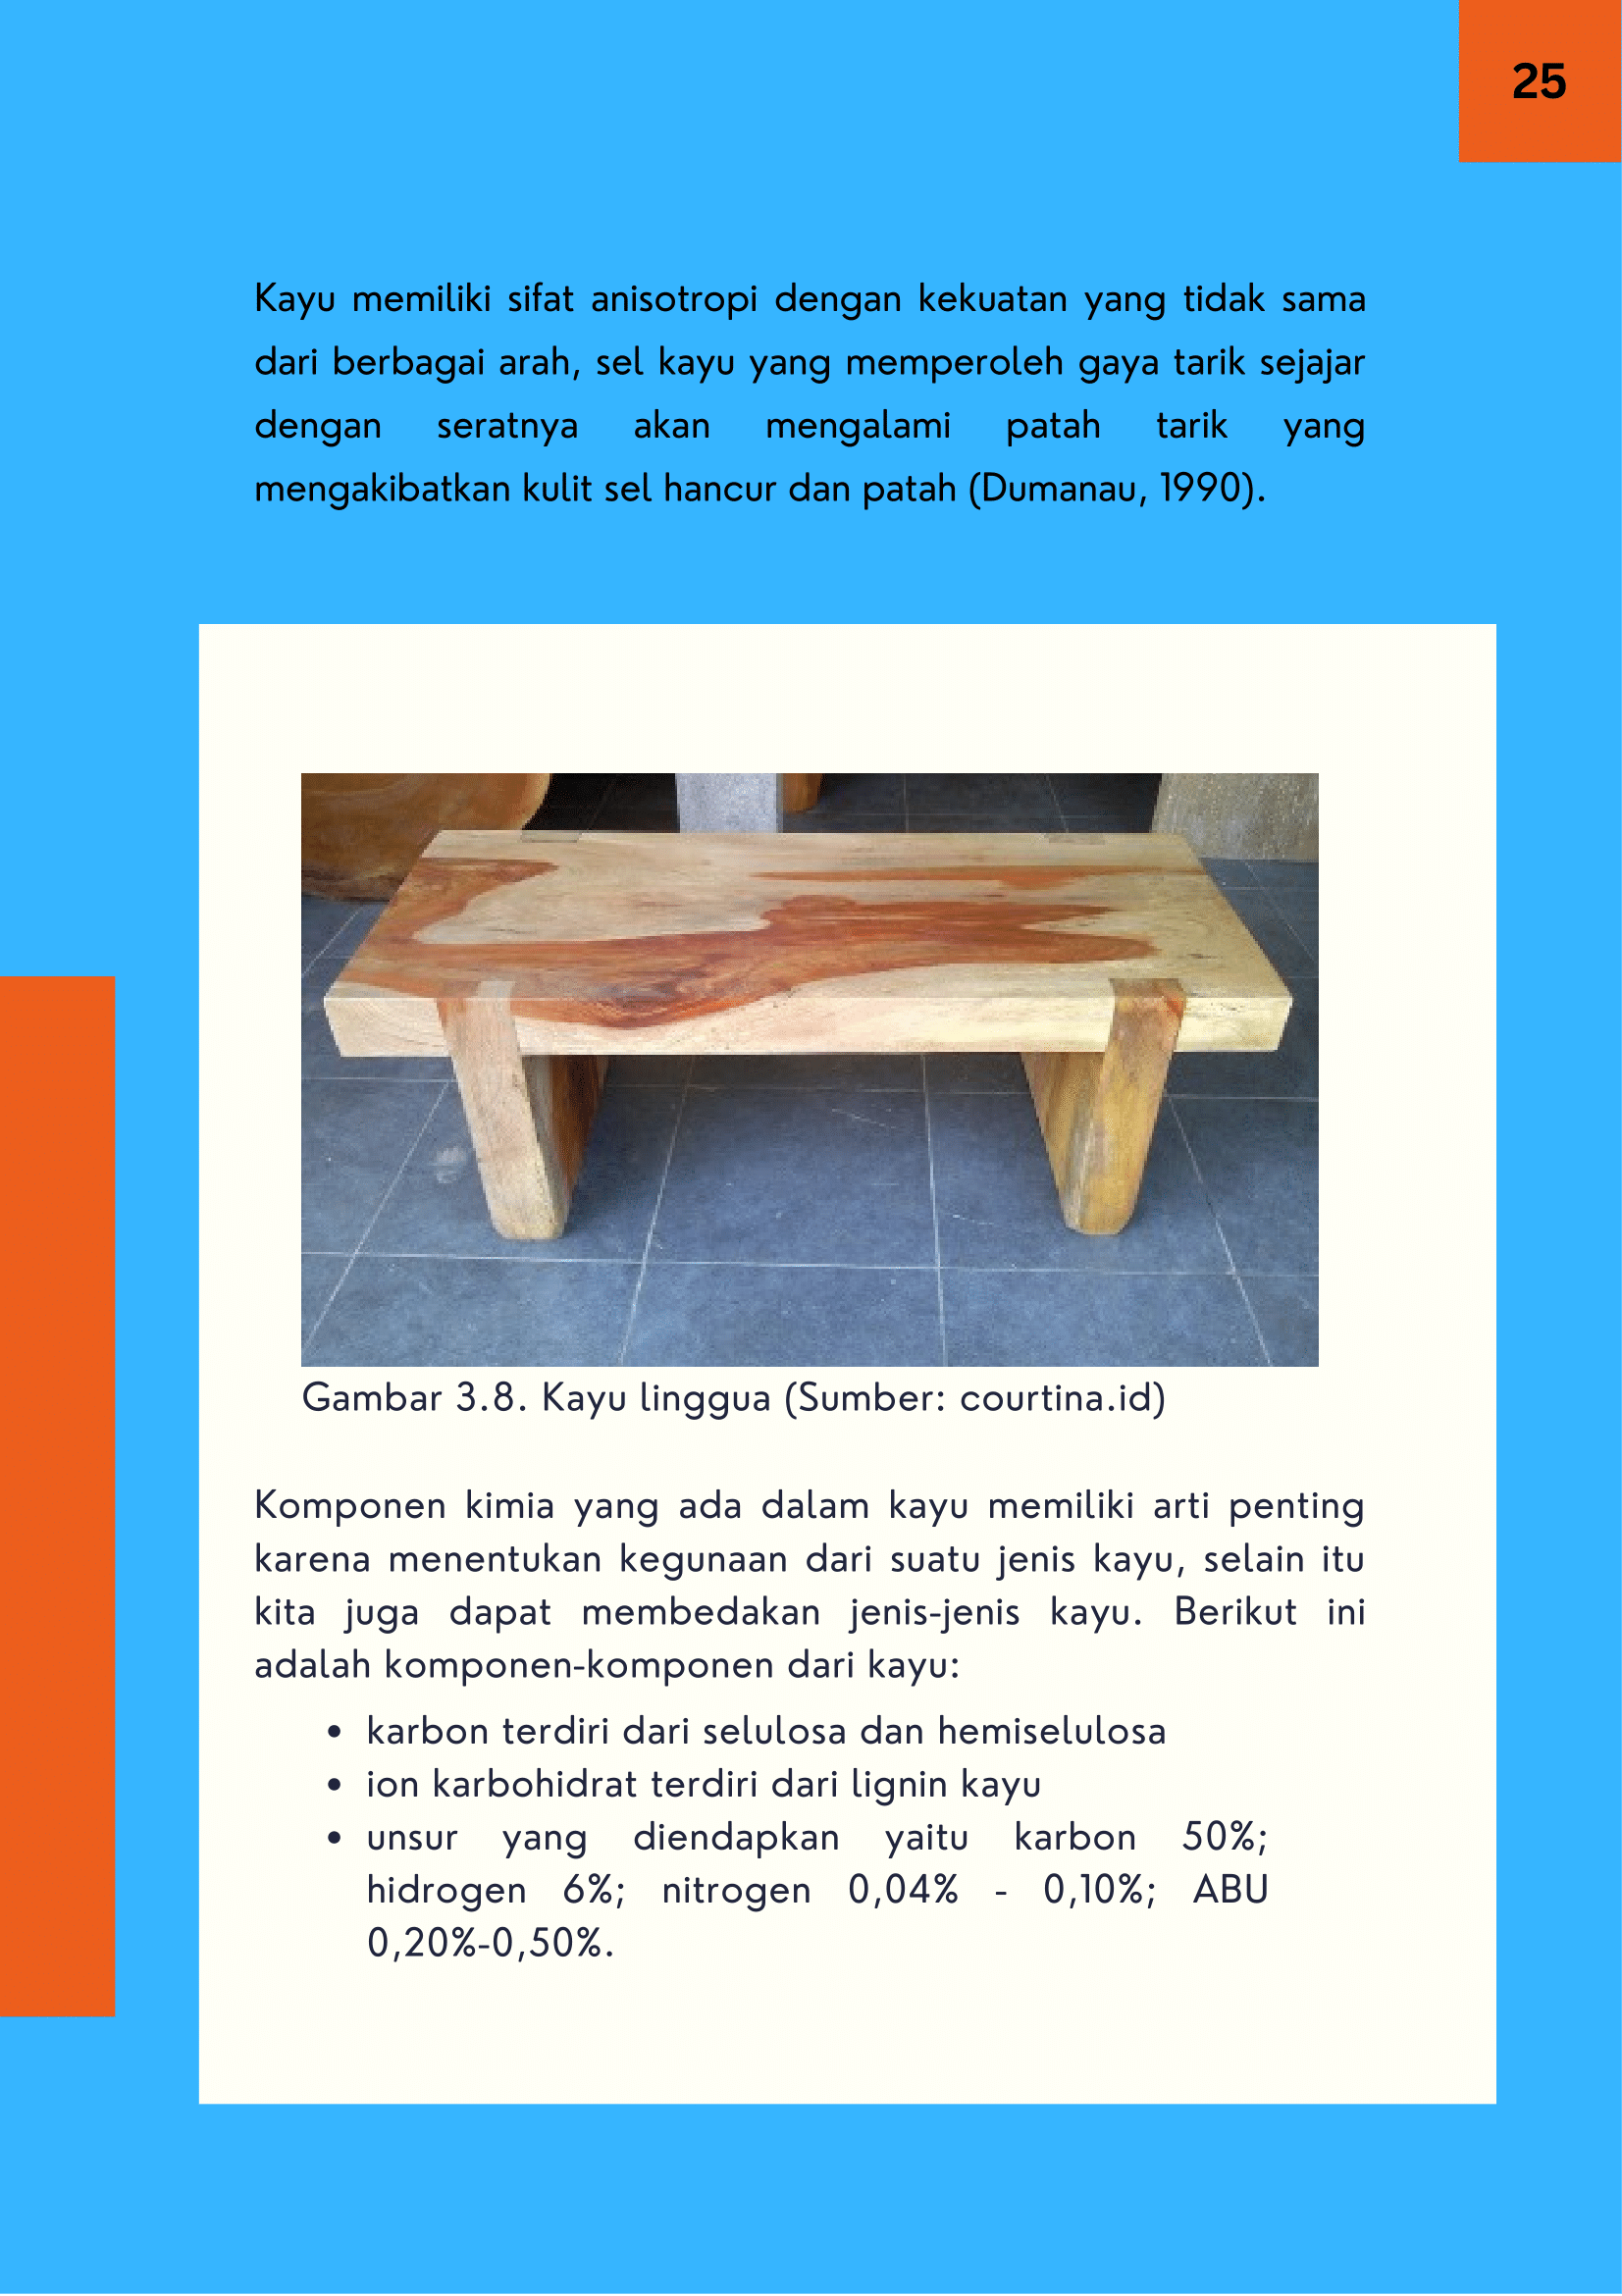 25
Kayu memiliki sifat anisotropi dengan kekuatan yang tidak sama
dari berbagai arah, sel kayu yang memperoleh gaya tarik sejajar
dengan seratnya akan mengalami patah tarik yang
mengakibatkan kulit sel hancur dan patah (Dumanau, 1990).
Gambar 3.8. Kayu linggua (Sumber: courtina.id)
Komponen kimia yang ada dalam kayu memiliki arti penting
karena menentukan kegunaan dari suatu jenis kayu, selain itu
kita juga dapat membedakan jenis-jenis kayu. Berikut ini
adalah komponen-komponen dari kayu:
• karbon terdiri dari selulosa dan hemiselulosa
• ion karbohidrat terdiri dari lignin kayu
• unsur yang diendapkan yaitu karbon 50%;
hidrogen 6%; nitrogen 0,04% - 0,10%; ABU
0,20%-0,50%.